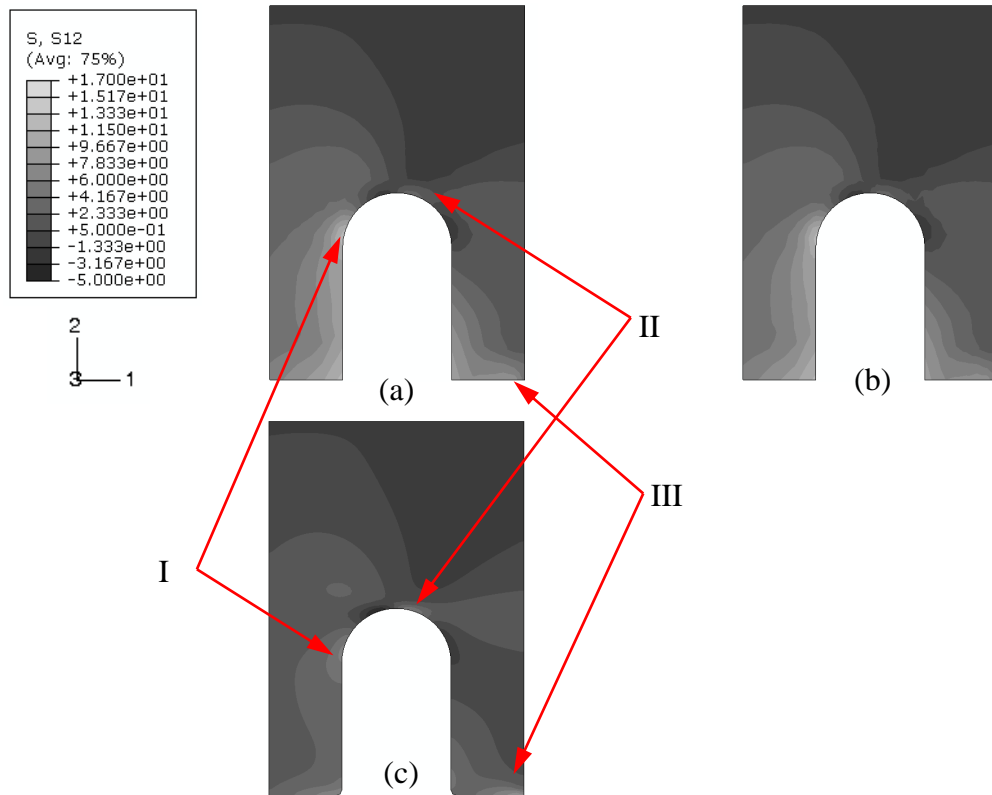 S, S12
(Avg: 75%)
+1.700e+01
+1.517e+01
+1.333e+01
+1.150e+01
+9.667e+00
+7.833e+00
+6.000e+00
+4.167e+00
+2.333e+00
+5.000e-01
-1.333e+00
-3.167e+00
-5.000e+00
2
3 1
(a)
(b)
II
III
I
(c)